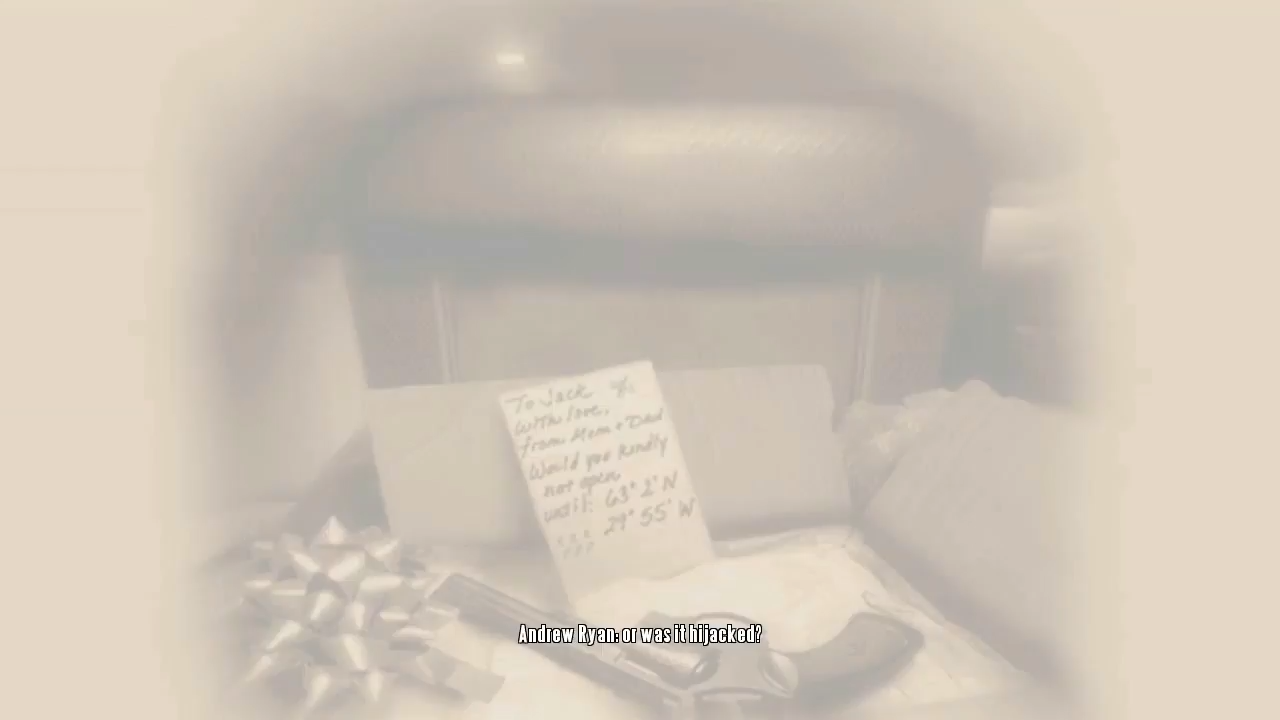 To Jack
with love,
from Mom & Dad
Would you kindly
not open
until: 63° 2' N
29° 55' W
Andrew Ryan: or was it hijacked?